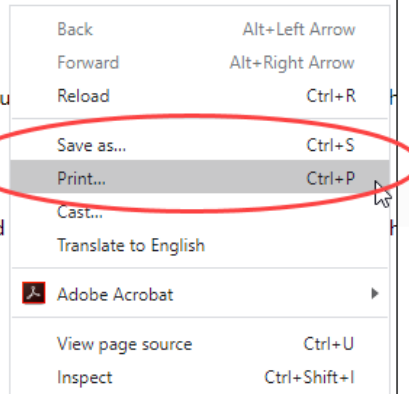 Back Alt+Left Arrow
Forward Alt+Right Arrow
Reload Ctrl+R
Save as... Ctrl+S
Print... Ctrl+P
Cast...
Translate to English
Adobe Acrobat
View page source Ctrl+U
Inspect Ctrl+Shift+I